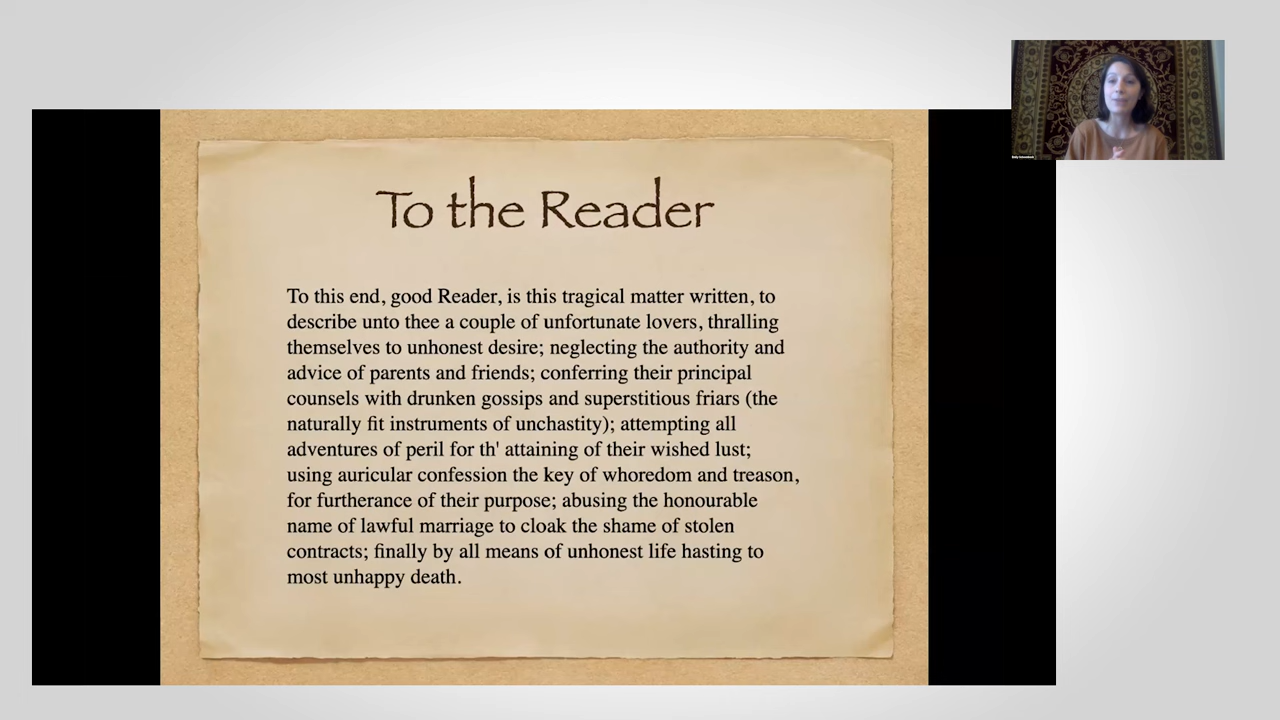 To the Reader
To this end, good Reader, is this tragical matter written, to
describe unto thee a couple of unfortunate lovers, thralling
themselves to unhonest desire; neglecting the authority and
advice of parents and friends; conferring their principal
counsels with drunken gossips and superstitious friars (the
naturally fit instruments of unchastity); attempting all
adventures of peril for th' attaining of their wished lust;
using auricular confession the key of whoredom and treason,
for furtherance of their purpose; abusing the honourable
name of lawful marriage to cloak the shame of stolen
contracts; finally by all means of unhonest life hasting to
most unhappy death.